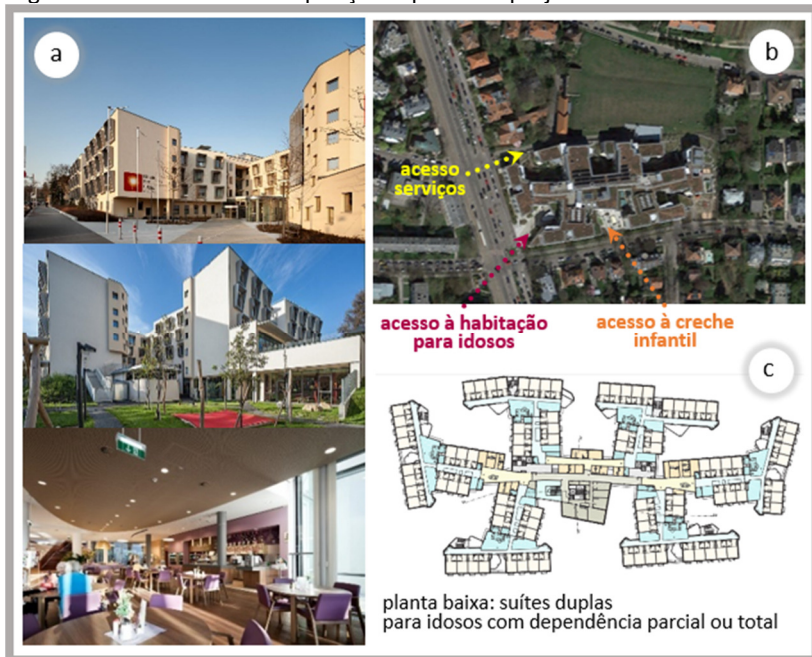 a
b
acesso
serviços
acesso à habitação
para idosos
acesso à creche
infantil
c
planta baixa: suítes duplas
para idosos com dependência parcial ou total